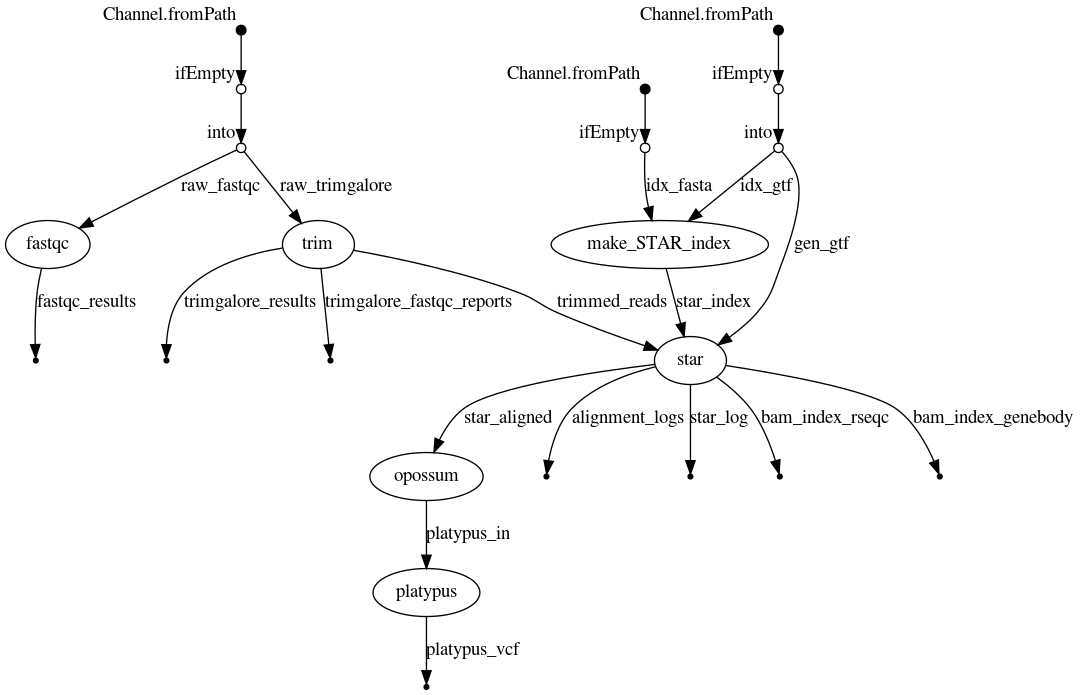 Channel.fromPath
Channel.fromPath
ifEmpty
Channel.fromPath
ifEmpty
into
ifEmpty
into
raw_fastqc
raw_trimgalore
idx_fasta
idx_gtf
fastqc
trim
make_STAR_index
gen_gtf
fastqc_results
trimgalore_results
trimgalore_fastqc_reports
trimmed_reads
star_index
star
star_aligned
alignment_logs
star_log
bam_index_rseqc
bam_index_genebody
opossum
platypus_in
platypus
platypus_vcf